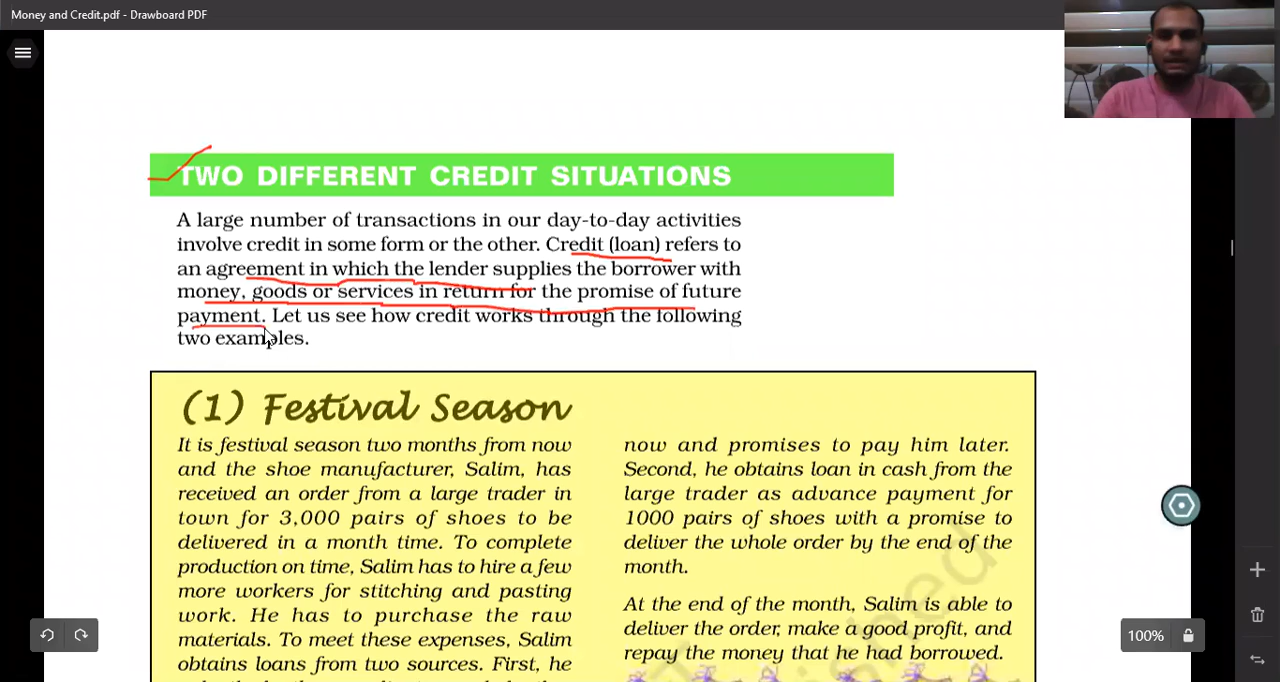 Money and Credit.pdf - Drawboard PDF
TWO DIFFERENT CREDIT SITUATIONS
A large number of transactions in our day-to-day activities
involve credit in some form or the other. Credit (loan) refers to
an agreement in which the lender supplies the borrower with
money, goods or services in return for the promise of future
payment. Let us see how credit works through the following
two examples.
(1) Festival Season
It is festival season two months from now
and the shoe manufacturer, Salim, has
received an order from a large trader in
town for 3,000 pairs of shoes to be
delivered in a month time. To complete
production on time, Salim has to hire a few
more workers for stitching and pasting
work. He has to purchase the raw
materials. To meet these expenses, Salim
obtains loans from two sources. First, he
now and promises to pay him later.
Second, he obtains loan in cash from the
large trader as advance payment for
1000 pairs of shoes with a promise to
deliver the whole order by the end of the
month.
At the end of the month, Salim is able to
deliver the order, make a good profit, and
repay the money that he had borrowed.
100%